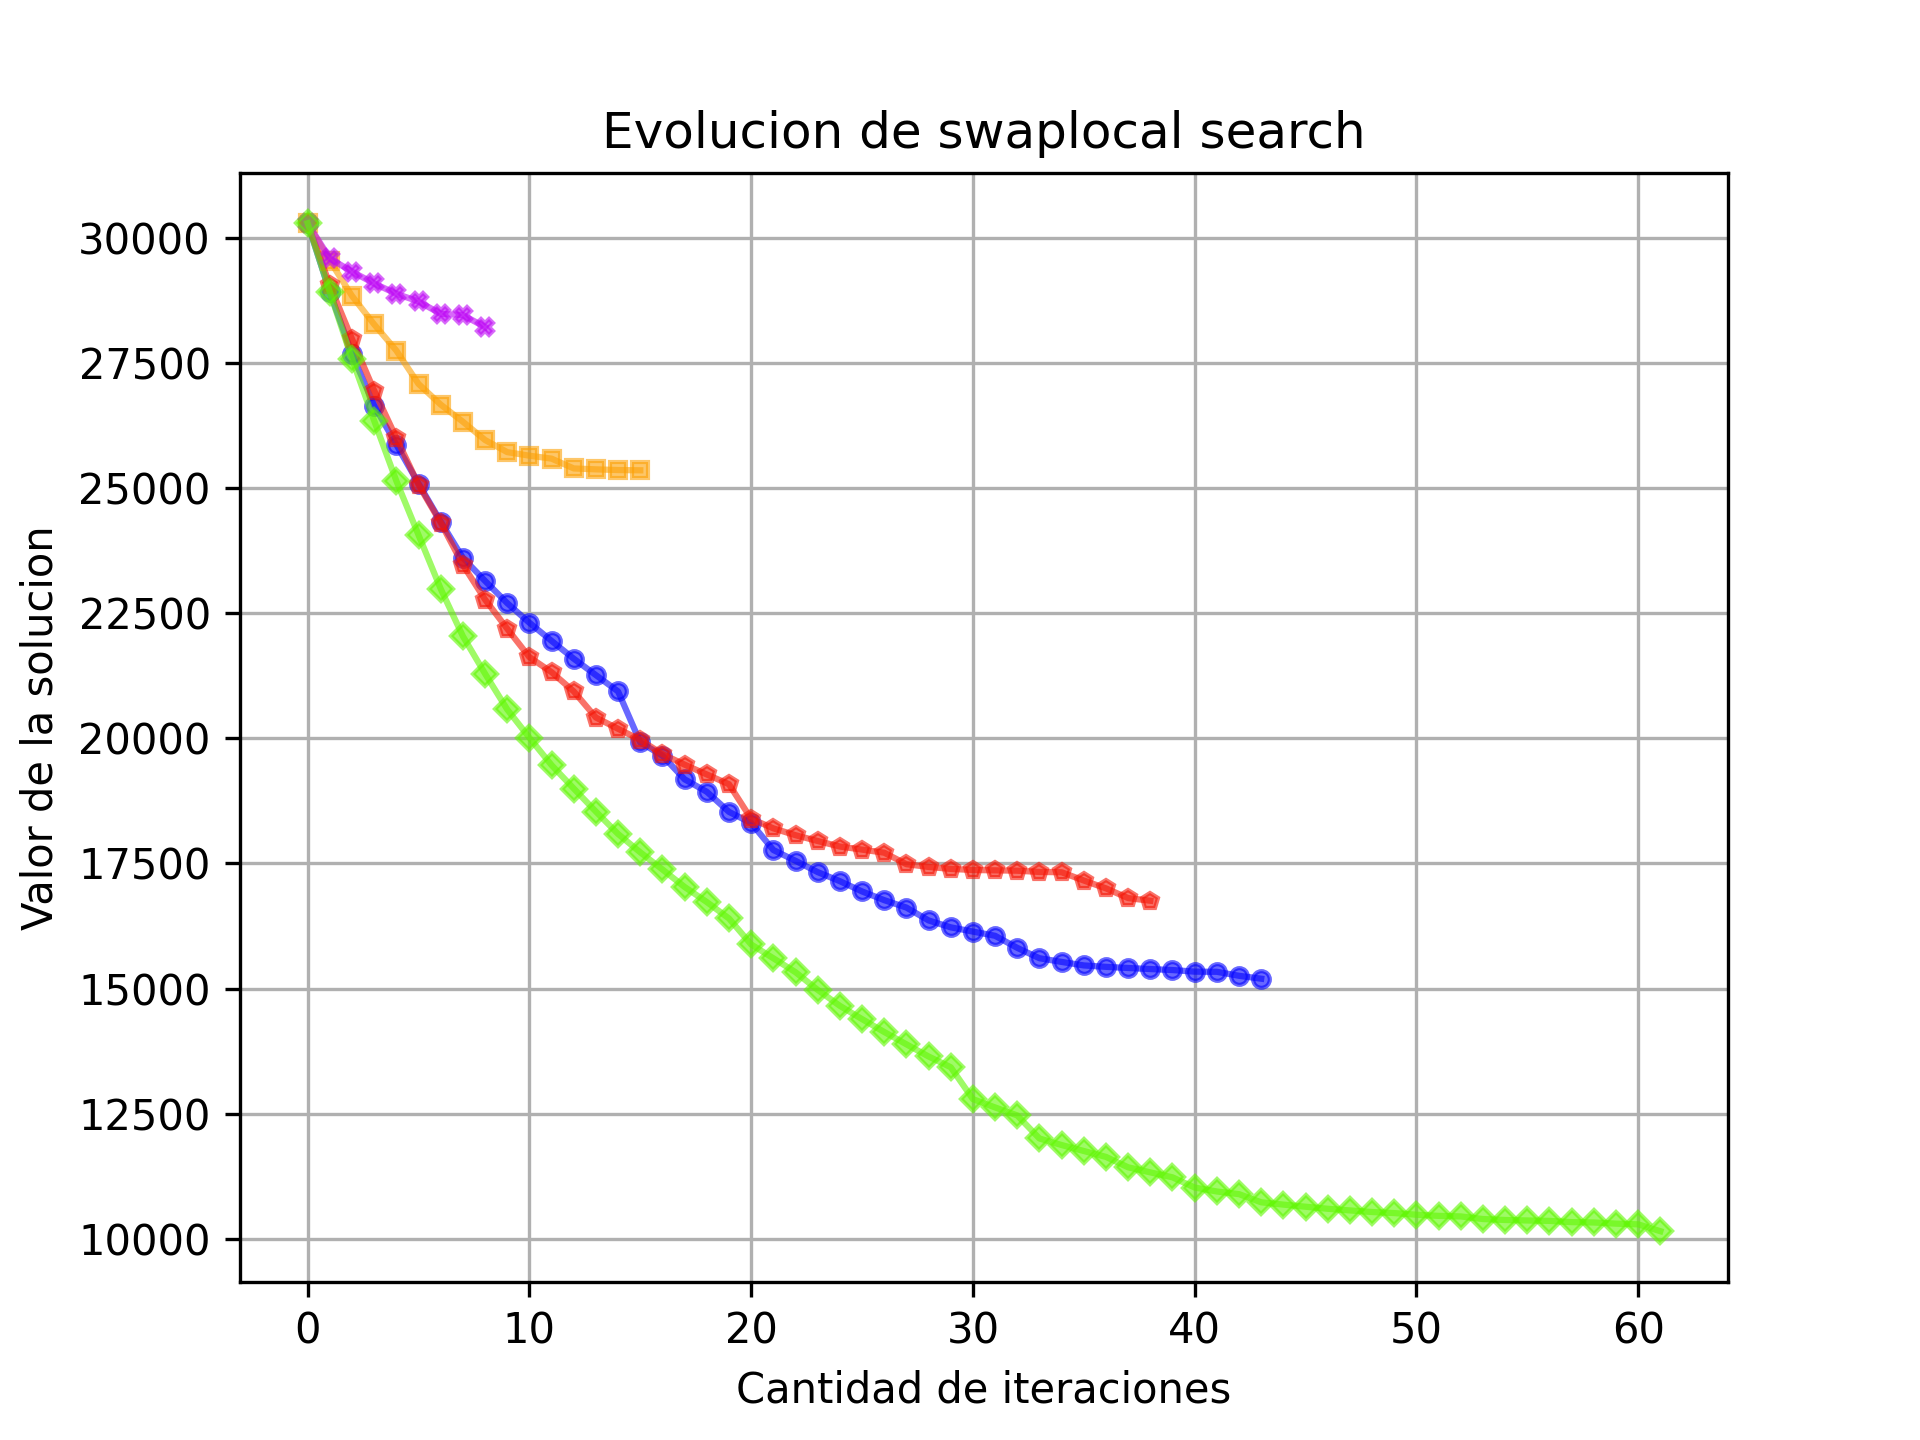 Evolucion de swaplocal search
30000
27500
25000
22500
20000
17500
15000
12500
10000
Valor de la solucion
0 10 20 30 40 50 60
Cantidad de iteraciones